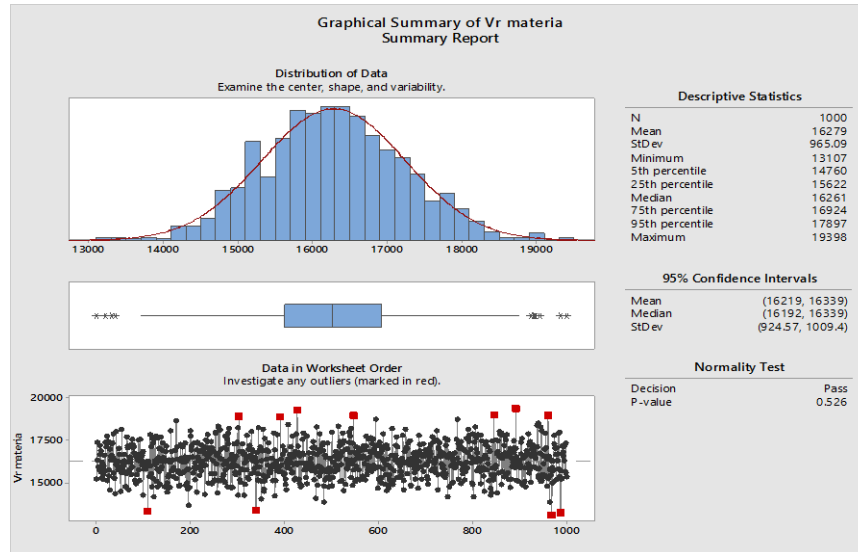 Graphical Summary of Vr materia
Summary Report
Distribution of Data
Examine the center, shape, and variability.
13000 14000 15000 16000 17000 18000 19000
Data in Worksheet Order
Investigate any outliers (marked in red).
Vr materia
20000
17500
15000
0 200 400 600 800 1000
Descriptive Statistics
N 1000
Mean 16279
StDev 965.09
Minimum 13107
5th percentile 14760
25th percentile 15622
Median 16261
75th percentile 16924
95th percentile 17897
Maximum 19398
95% Confidence Intervals
Mean (16219, 16339)
Median (16192, 16339)
StDev (924.57, 1009.4)
Normality Test
Decision Pass
P-value 0.526